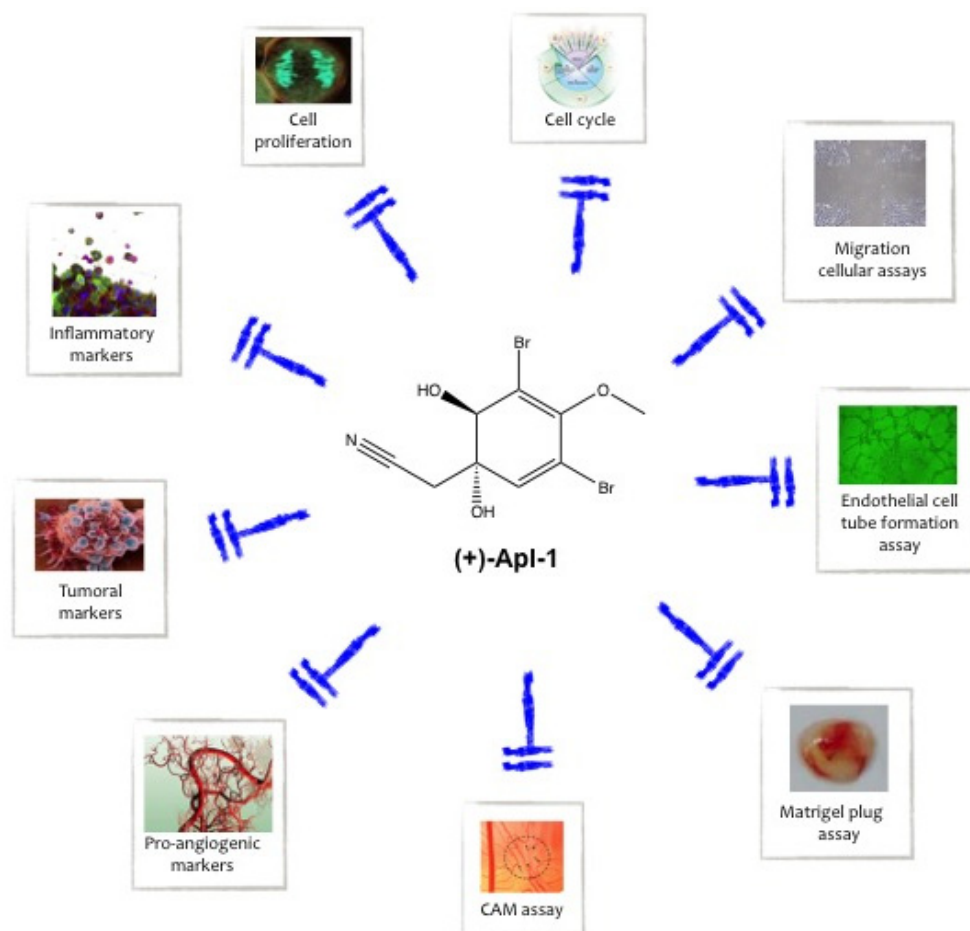 Cell
proliferation
Cell cycle
Migration
cellular assays
Inflammatory
markers
Br
HO
O
N
Br
OH
Endothelial cell
tube formation
assay
(+)-Apl-1
Tumoral
markers
Matrigel plug
assay
Pro-angiogenic
markers
CAM assay